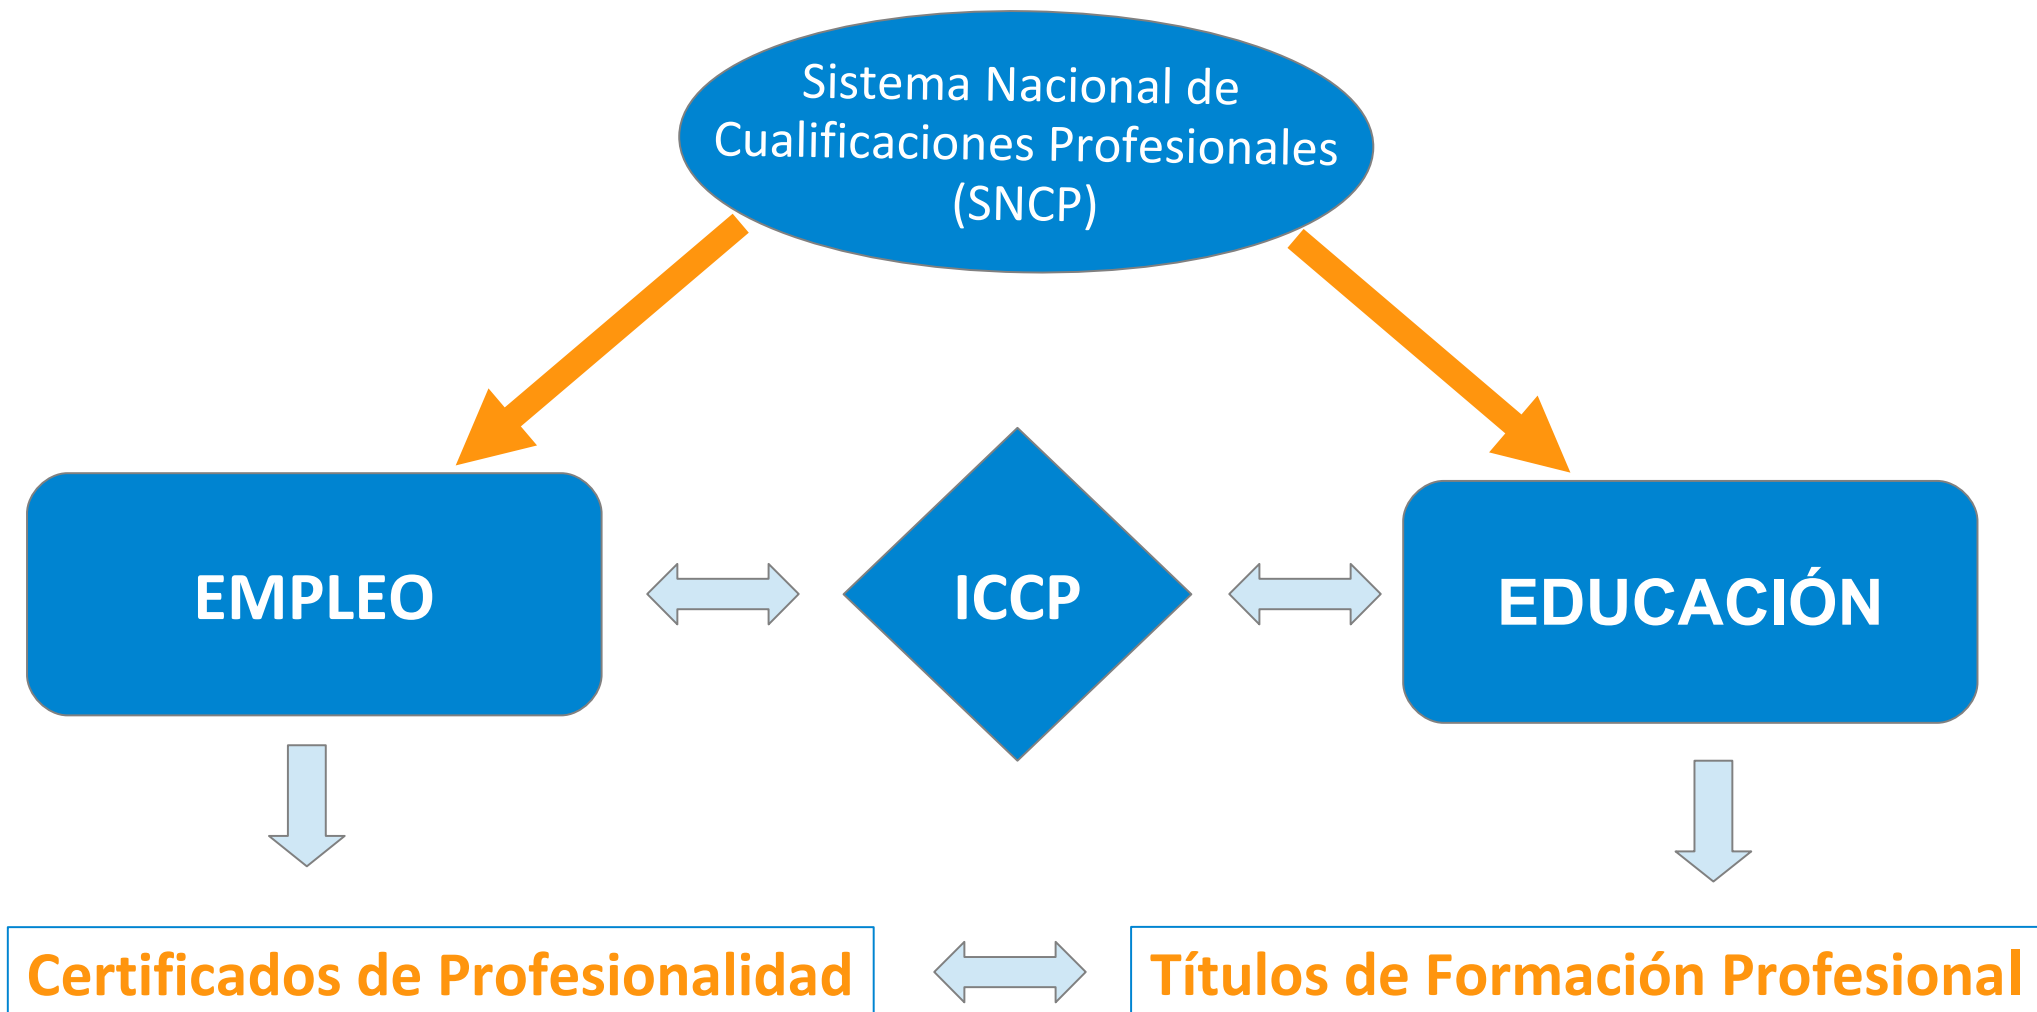 Sistema Nacional de
Cualificaciones Profesionales
(SNCP)
EMPLEO
ICCP
EDUCACIÓN
Certificados de Profesionalidad
Títulos de Formación Profesional